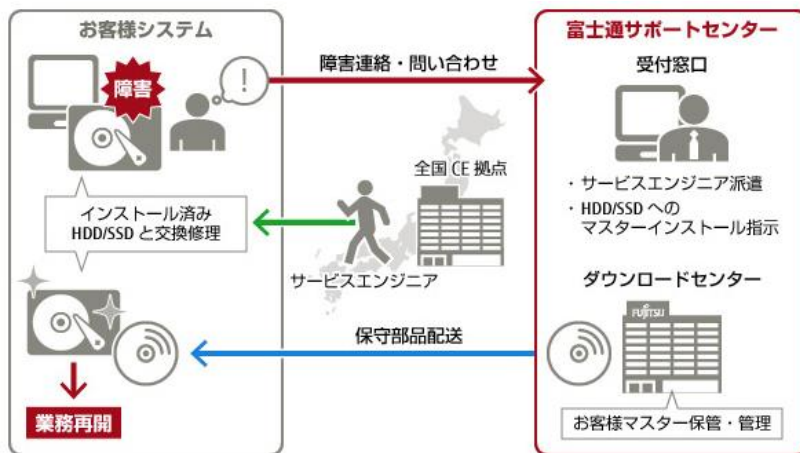 お客様システム
障害
!
インストール済み
HDD/SSD と交換修理
業務再開
障害連絡・問い合わせ
全国 CE 拠点
サービスエンジニア
保守部品配送
富士通サポートセンター
受付窓口
・サービスエンジニア派遣
・HDD/SSD への
マスターインストール指示
ダウンロードセンター
FUJITSU
お客様マスター保管・管理